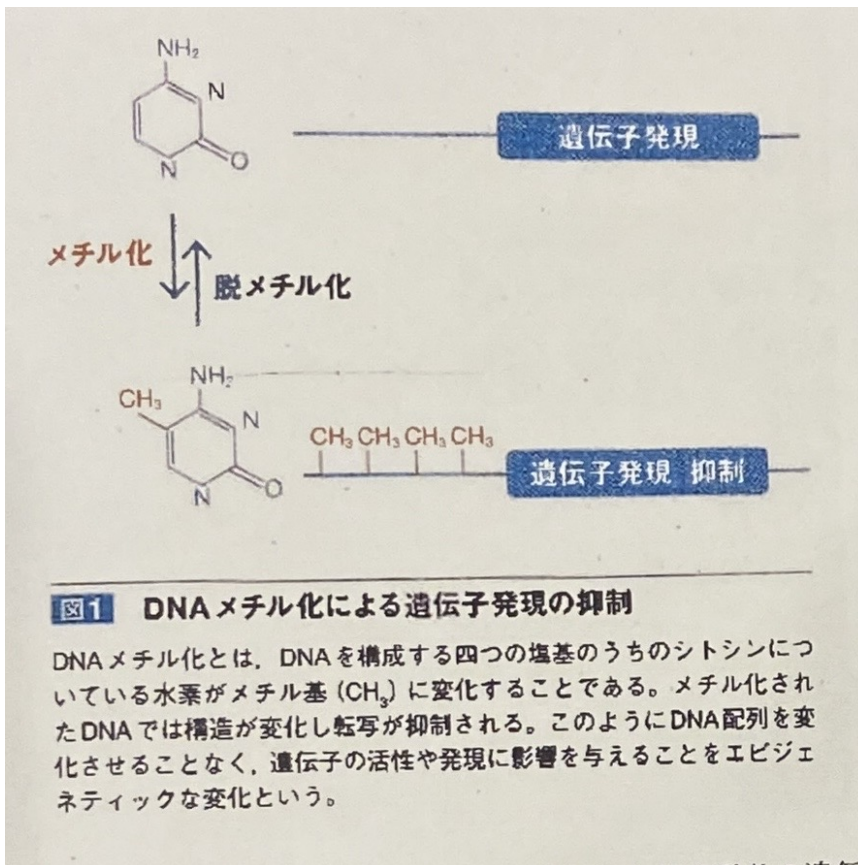 NH₂
N
N
O
遺伝子発現
メチル化
脱メチル化
NH₂
CH₃
N
N
O
CH₃ CH₃ CH₃ CH₃
遺伝子発現 抑制
図1 DNAメチル化による遺伝子発現の抑制
DNAメチル化とは，DNAを構成する四つの塩基のうちのシトシンにつ
いている水素がメチル基（CH₃）に変化することである。メチル化され
たDNAでは構造が変化し転写が抑制される。このようにDNA配列を変
化させることなく，遺伝子の活性や発現に影響を与えることをエピジェ
ネティックな変化という。